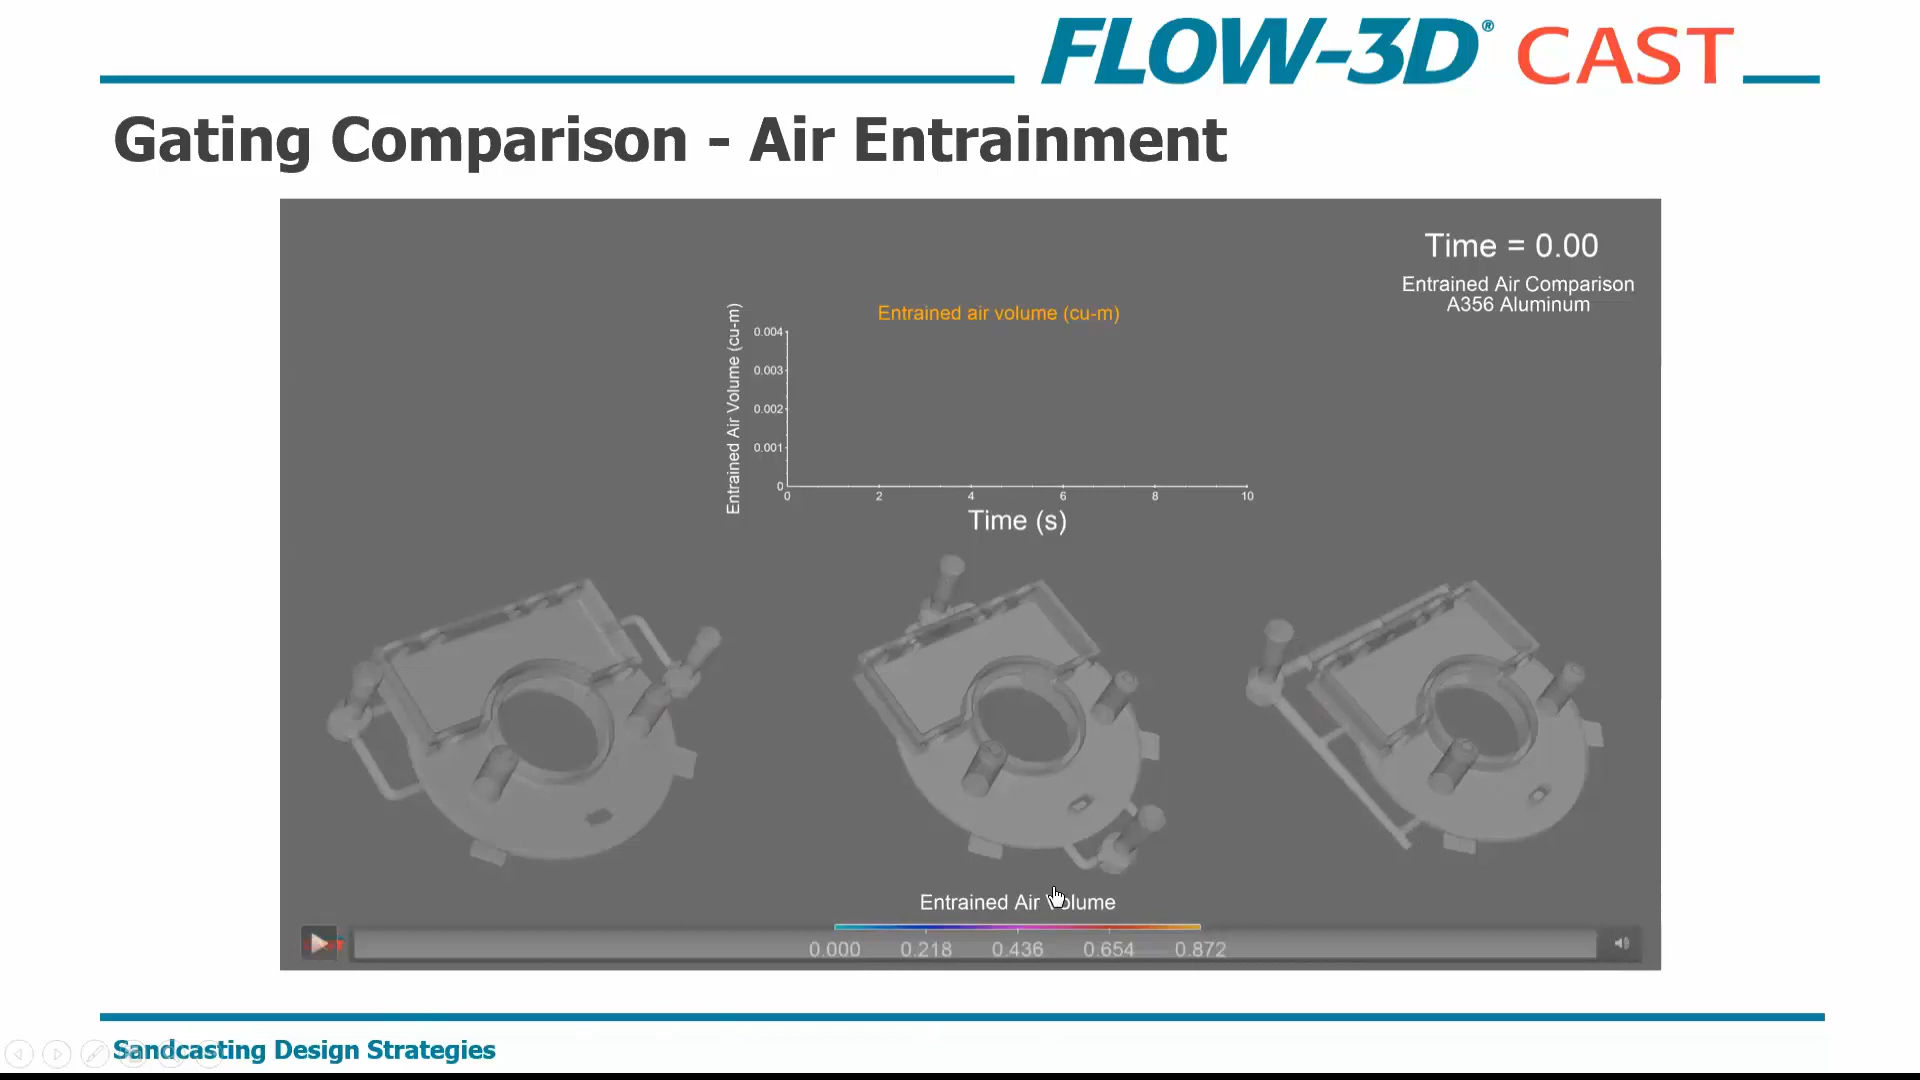 FLOW-3D® CAST
Gating Comparison - Air Entrainment
Time = 0.00
Entrained Air Comparison
A356 Aluminum
Entrained air volume (cu-m)
Entrained Air Volume (cu-m)
0.004
0.003
0.002
0.001
0
0 2 4 6 8 10
Time (s)
Entrained Air Volume
0.000 0.218 0.436 0.654 0.872
Sandcasting Design Strategies